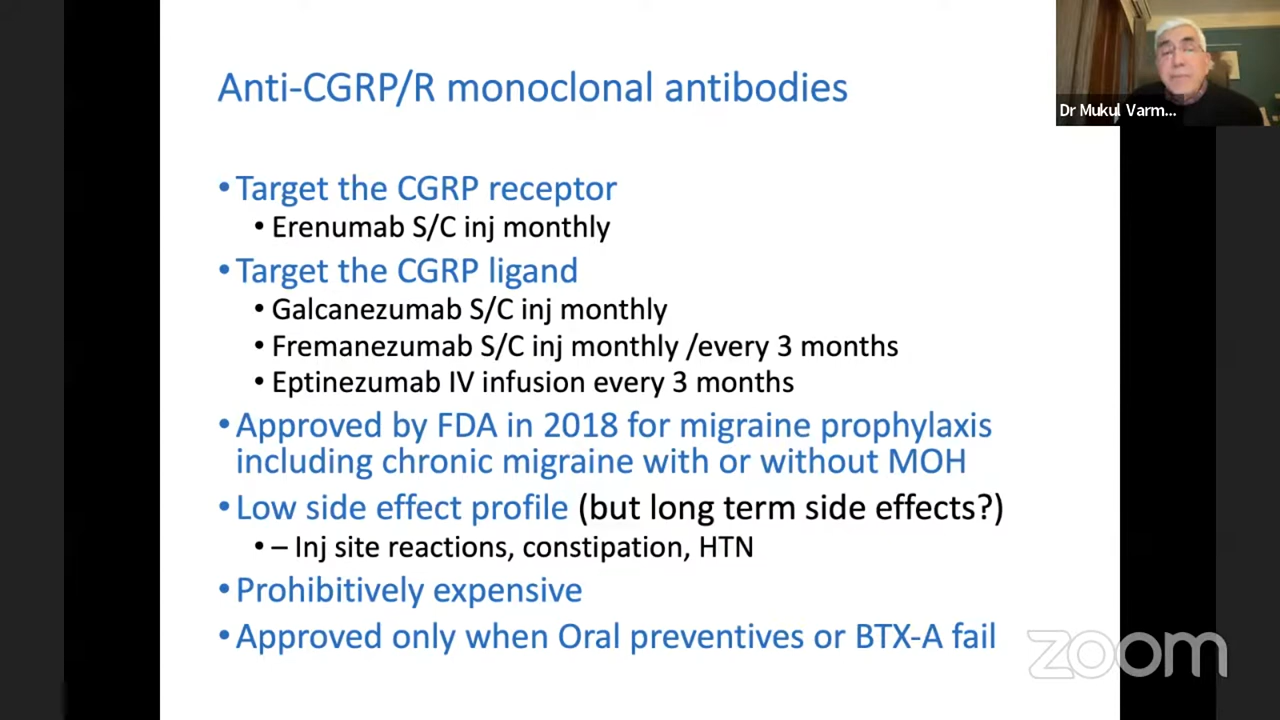 Anti-CGRP/R monoclonal antibodies
Dr Mukul Varm...
•Target the CGRP receptor
• Erenumab S/C inj monthly
•Target the CGRP ligand
• Galcanezumab S/C inj monthly
• Fremanezumab S/C inj monthly /every 3 months
• Eptinezumab IV infusion every 3 months
•Approved by FDA in 2018 for migraine prophylaxis
including chronic migraine with or without MOH
•Low side effect profile (but long term side effects?)
• – Inj site reactions, constipation, HTN
•Prohibitively expensive
•Approved only when Oral preventives or BTX-A fail
zoom